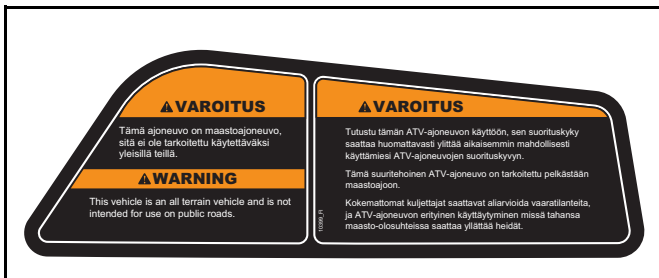 ⚠VAROITUS
Tämä ajoneuvo on maastoajoneuvo,
sitä ei ole tarkoitettu käytettäväksi
yleisillä teillä.
⚠WARNING
This vehicle is an all terrain vehicle and is not
intended for use on public roads.
⚠VAROITUS
Tutustu tämän ATV-ajoneuvon käyttöön, sen suorituskyky
saattaa huomattavasti ylittää aikaisemmin mahdollisesti
käyttämiesi ATV-ajoneuvojen suorituskyvyn.
Tämä suuritehoinen ATV-ajoneuvo on tarkoitettu pelkästään
maastoajoon.
Kokemattomat kuljettajat saattavat aliarvioida vaaratilanteita,
ja ATV-ajoneuvon erityinen käyttäytyminen missä tahansa
maasto-olosuhteissa saattaa yllättää heidät.
10399_FI